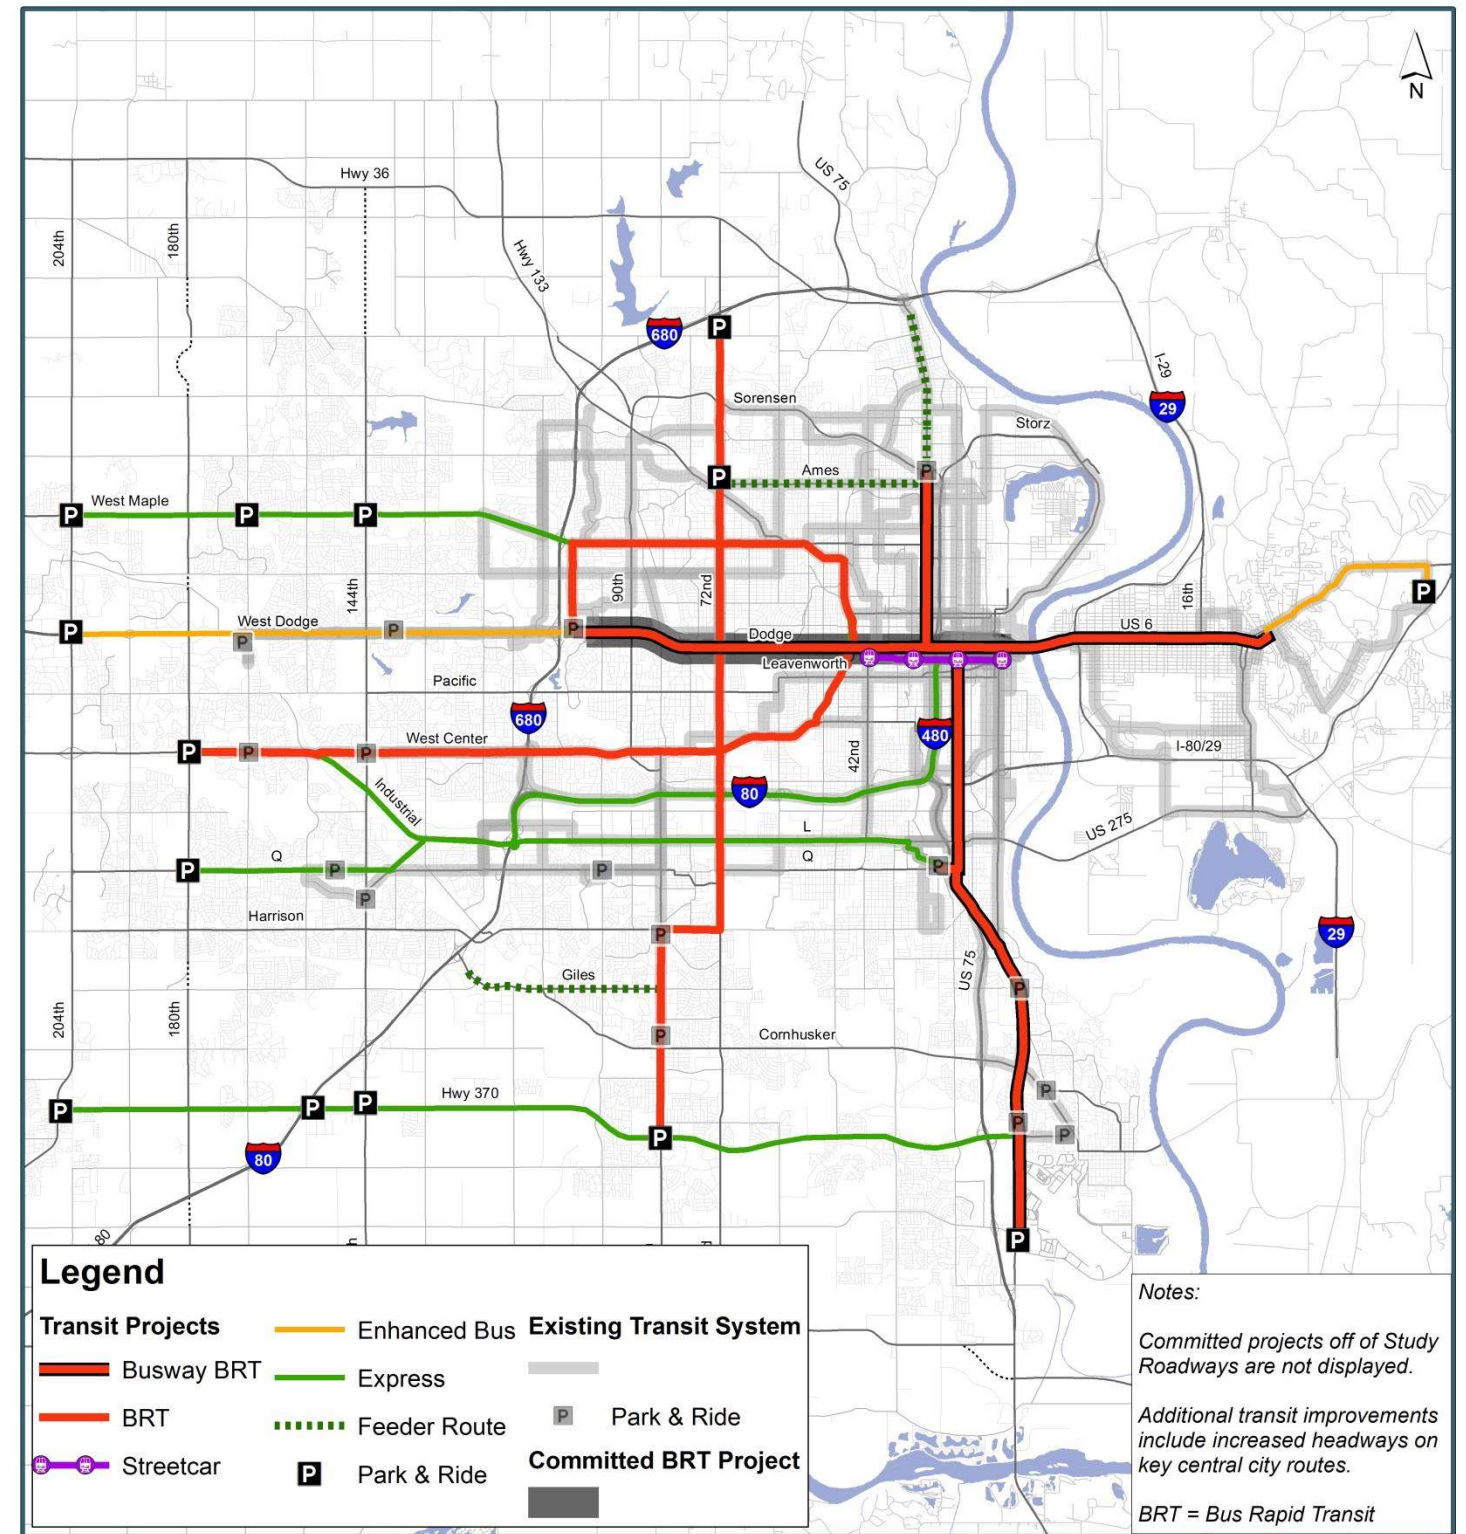 N
Hwy 36
US 75
204th
180th
Hwy 133
680
I-29
29
Sorensen
Storz
P
P
Ames
P
West Maple
P
P
P
144th
90th
72nd
16th
P
West Dodge
P
P
P
P
Dodge
US 6
Leavenworth
Pacific
680
West Center
P
P
P
42nd
480
I-80/29
Industrial
80
L
US 275
Q
Q
P
P
P
P
P
Harrison
P
29
Giles
US 75
P
204th
180th
P
Cornhusker
Hwy 370
P
P
P
P
P
P
P
80
P
80
Legend
Transit Projects
Busway BRT
BRT
Streetcar
Enhanced Bus
Express
Feeder Route
P Park & Ride
Existing Transit System
P Park & Ride
Committed BRT Project
Notes:
Committed projects off of Study
Roadways are not displayed.
Additional transit improvements
include increased headways on
key central city routes.
BRT = Bus Rapid Transit